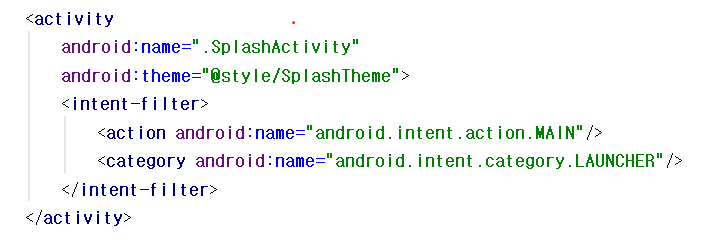 <activity
android:name=".SplashActivity"
android:theme="@style/SplashTheme">
<intent-filter>
<action android:name="android.intent.action.MAIN"/>
<category android:name="android.intent.category.LAUNCHER"/>
</intent-filter>
</activity>